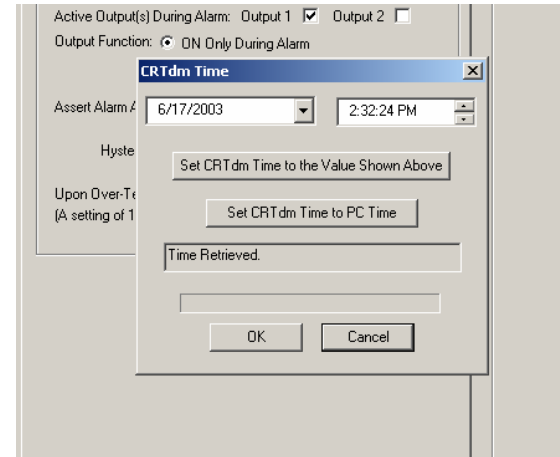 Active Output(s) During Alarm: Output 1 Output 2
Output Function: ON Only During Alarm
CRTdm Time
Assert Alarm A
6/17/2003 2:32:24 PM
Hyste
Set CRTdm Time to the Value Shown Above
Upon Over-Te
(A setting of 1
Set CRTdm Time to PC Time
Time Retrieved.
OK Cancel